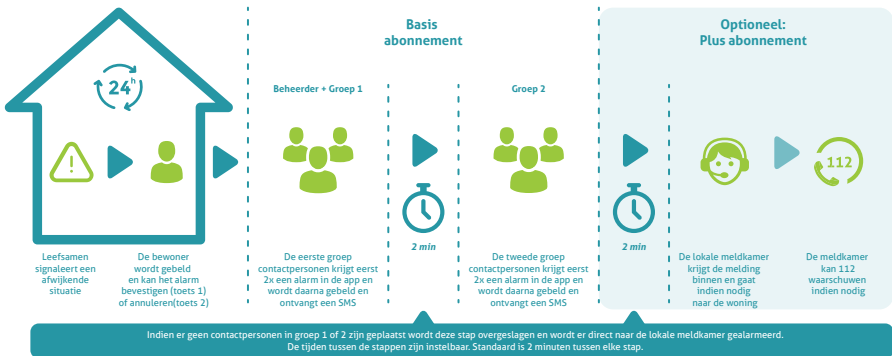 Basis
abonnement
Optioneel:
Plus abonnement
24h
Beheerder + Groep 1
Groep 2
112
2 min
2 min
Leefsamen
signaleert een
afwijkende
situatie
De bewoner
wordt gebeld
en kan het alarm
bevestigen (toets 1)
of annuleren(toets 2)
De eerste groep
contactpersonen krijgt eerst
2x een alarm in de app en
wordt daarna gebeld en
ontvangt een SMS
De tweede groep
contactpersonen krijgt eerst
2x een alarm in de app en
wordt daarna gebeld en
ontvangt een SMS
De lokale meldkamer
krijgt de melding
binnen en gaat
indien nodig
naar de woning
De meldkamer
kan 112
waarschuwen
indien nodig
Indien er geen contactpersonen in groep 1 of 2 zijn geplaatst wordt deze stap overgeslagen en wordt er direct naar de lokale meldkamer gealarmeerd.
De tijden tussen de stappen zijn instelbaar. Standaard is 2 minuten tussen elke stap.